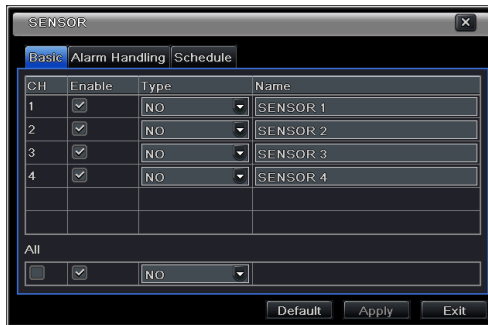 SENSOR
Basic Alarm Handling Schedule
CH Enable Type Name
1 NO SENSOR 1
2 NO SENSOR 2
3 NO SENSOR 3
4 NO SENSOR 4
All
NO
Default Apply Exit